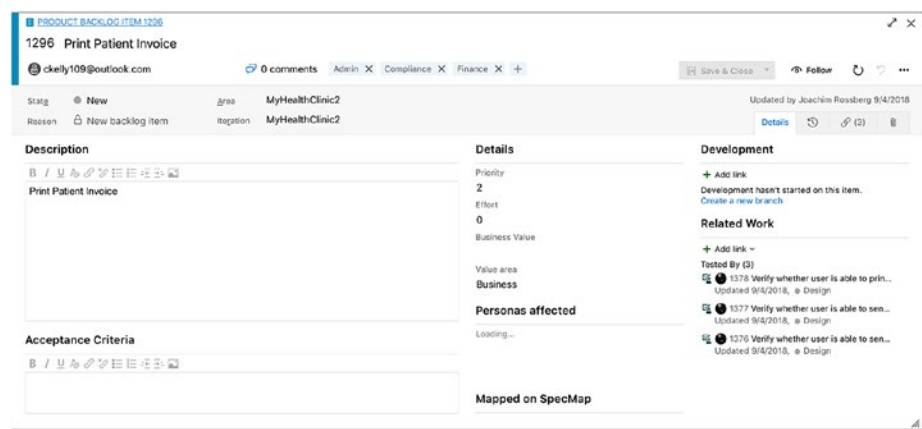 PRODUCT BACKLOG ITEM 1296
1296 Print Patient Invoice
ckelly109@outlook.com 0 comments Admin Compliance Finance
Save & Close Follow
State New Area MyHealthClinic2 Updated by Joachim Rossberg 9/4/2018
Reason New backlog item Iteration MyHealthClinic2
Details (3)
Description
B I U
Print Patient Invoice
Acceptance Criteria
B I U
Details
Priority
2
Effort
0
Business Value
Value area
Business
Personas affected
Loading...
Mapped on SpecMap
Development
+ Add link
Development hasn't started on this item.
Create a new branch
Related Work
+ Add link
Tested By (3)
1378 Verify whether user is able to prin...
Updated 9/4/2018, Design
1377 Verify whether user is able to sen...
Updated 9/4/2018, Design
1376 Verify whether user is able to sen...
Updated 9/4/2018, Design